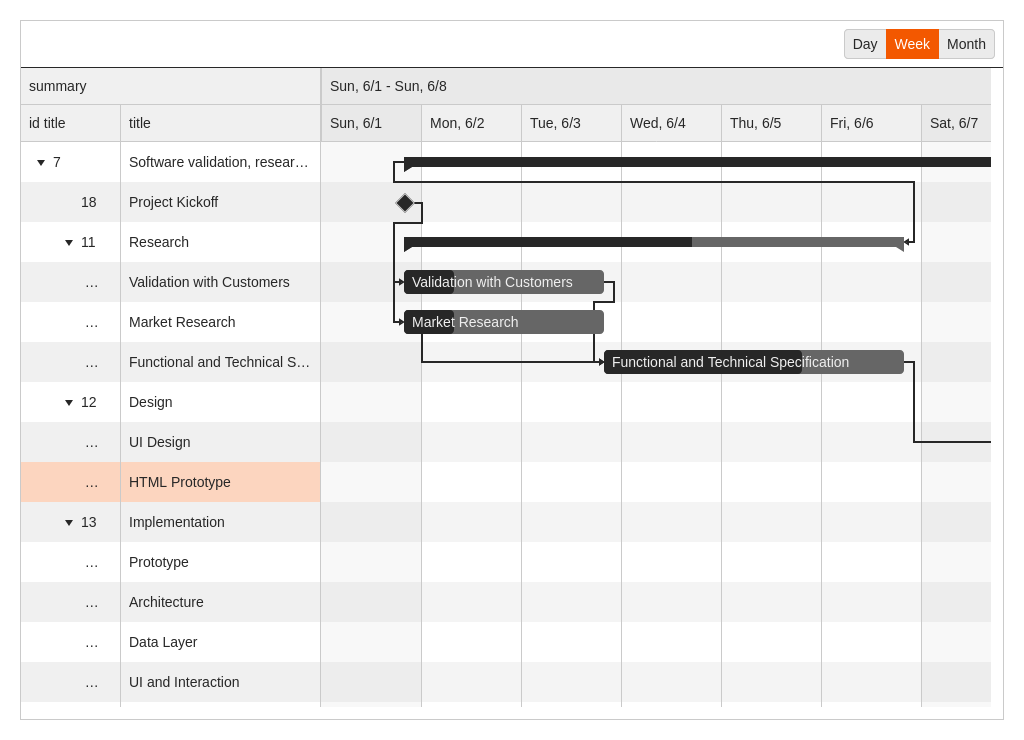 Day Week Month
summary Sun, 6/1 - Sun, 6/8
id title title Sun, 6/1 Mon, 6/2 Tue, 6/3 Wed, 6/4 Thu, 6/5 Fri, 6/6 Sat, 6/7
7 Software validation, resear…
18 Project Kickoff
11 Research
… Validation with Customers Validation with Customers
… Market Research Market Research
… Functional and Technical S… Functional and Technical Specification
12 Design
… UI Design
… HTML Prototype
13 Implementation
… Prototype
… Architecture
… Data Layer
… UI and Interaction